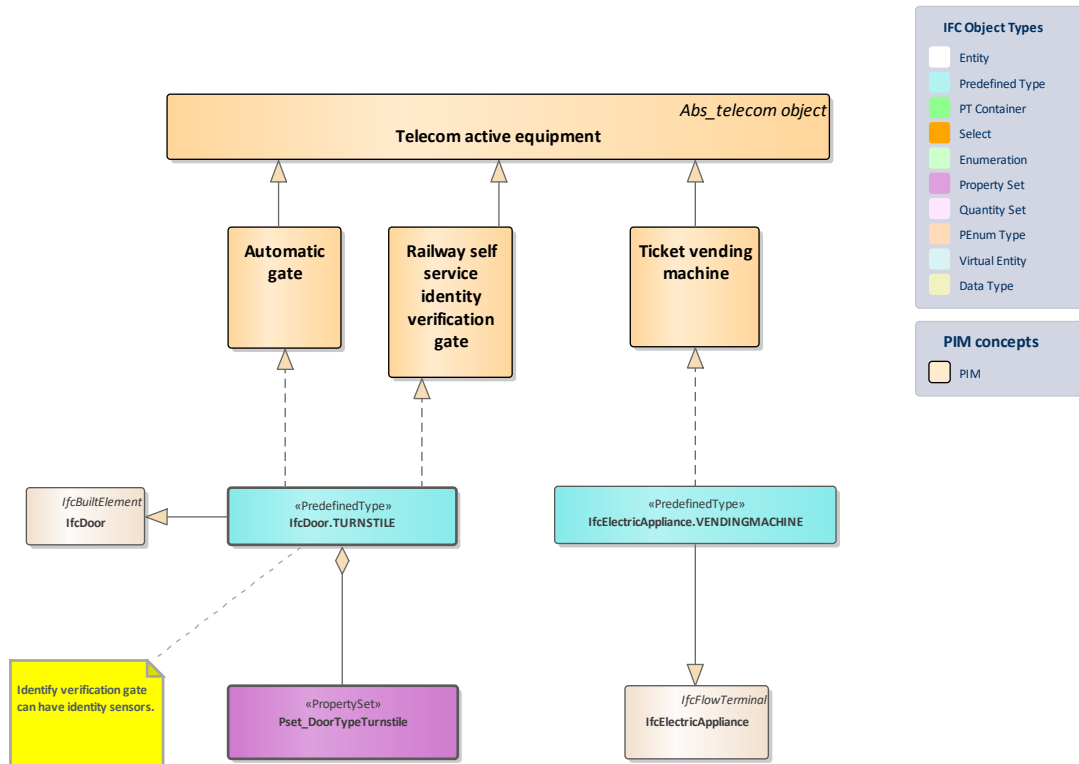 IFC Object Types
Entity
Predefined Type
PT Container
Select
Enumeration
Property Set
Quantity Set
PEnum Type
Virtual Entity
Data Type
PIM concepts
PIM
Abs_telecom object
Telecom active equipment
Automatic
gate
Railway self
service
identity
verification
gate
Ticket vending
machine
IfcBuiltElement
IfcDoor
«PredefinedType»
IfcDoor.TURNSTILE
«PredefinedType»
IfcElectricAppliance.VENDINGMACHINE
Identify verification gate
can have identity sensors.
«PropertySet»
Pset_DoorTypeTurnstile
IfcFlowTerminal
IfcElectricAppliance